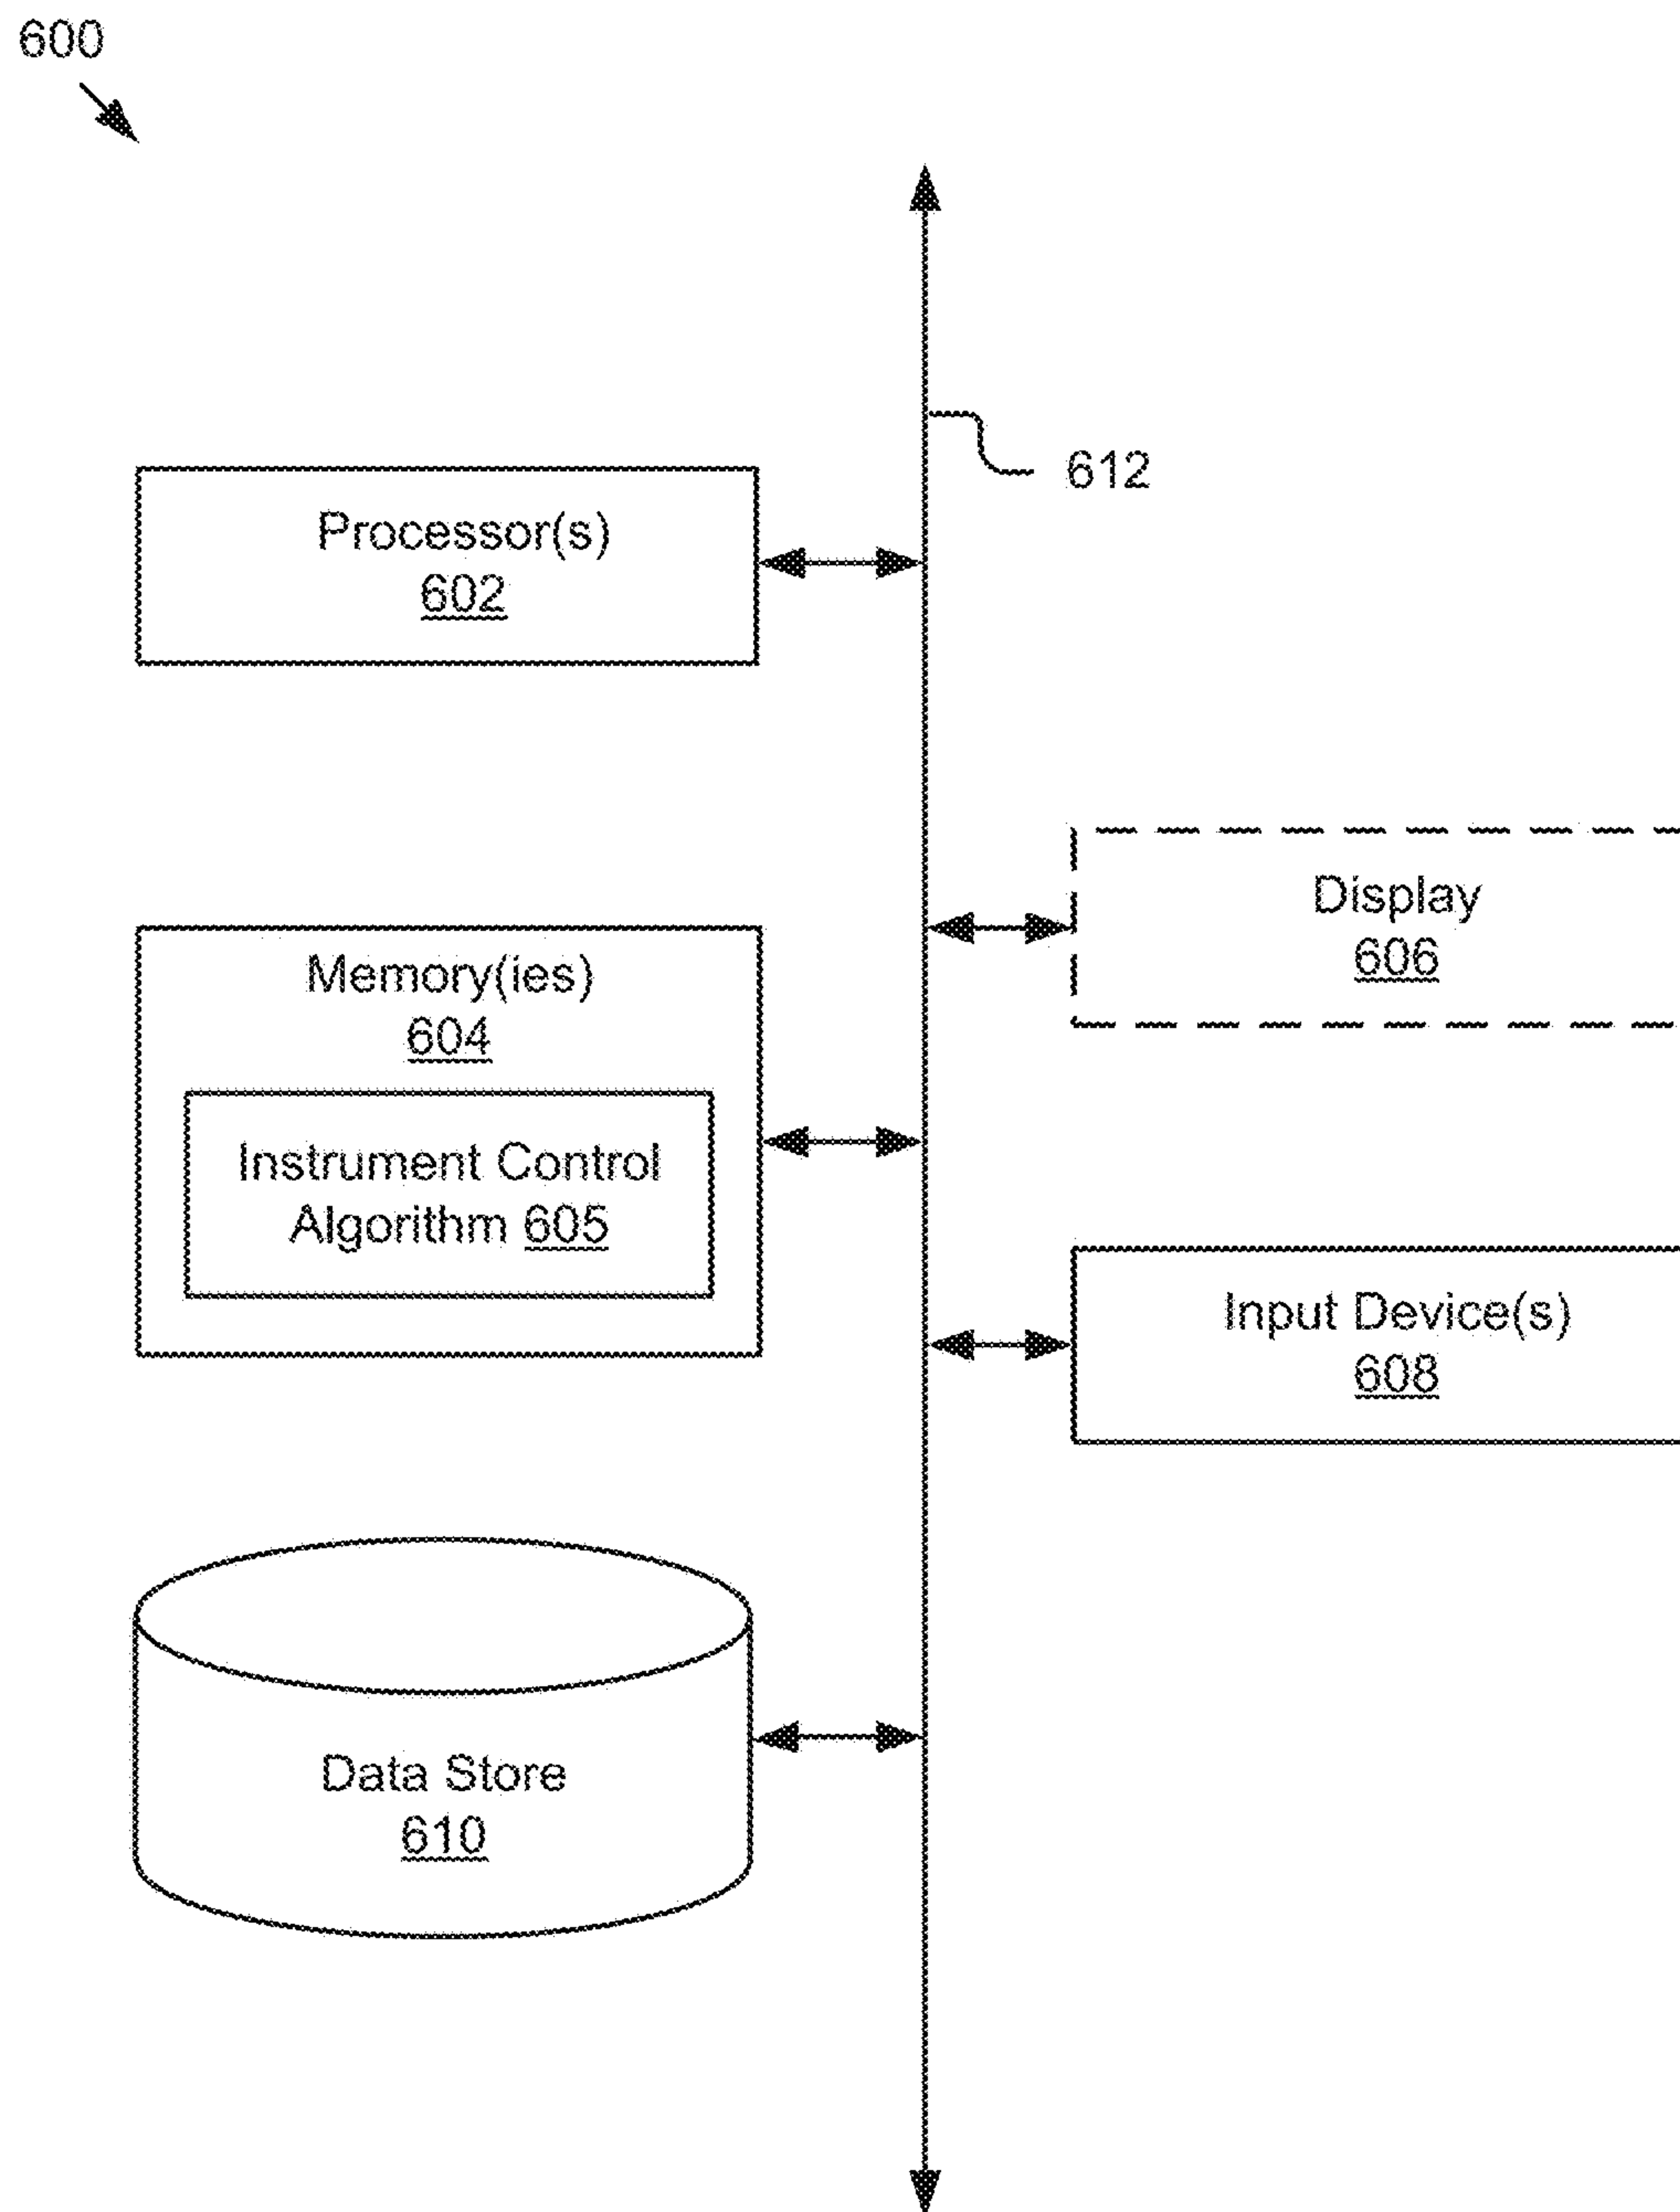 600
612
Processor(s)
602
Display
606
Memory(ies)
604
Instrument Control
Algorithm 605
Input Device(s)
608
Data Store
610